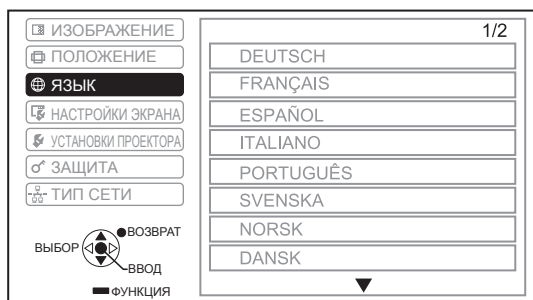 ИЗОБРАЖЕНИЕ
ПОЛОЖЕНИЕ
ЯЗЫК
НАСТРОЙКИ ЭКРАНА
УСТАНОВКИ ПРОЕКТОРА
ЗАЩИТА
ТИП СЕТИ
ВОЗВРАТ
ВЫБОР
ВВОД
ФУНКЦИЯ
1/2
DEUTSCH
FRANÇAIS
ESPAÑOL
ITALIANO
PORTUGUÊS
SVENSKA
NORSK
DANSK